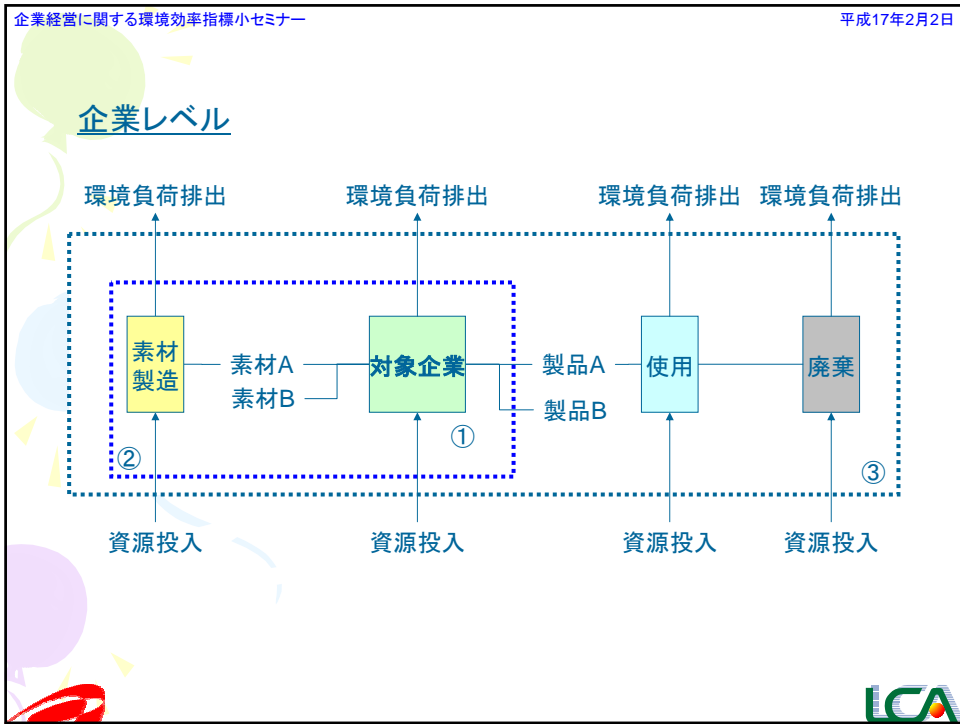 企業経営に関する環境効率指標小セミナー
平成17年2月2日
企業レベル
環境負荷排出
環境負荷排出
環境負荷排出
環境負荷排出
素材
製造
素材A
素材B
対象企業
製品A
製品B
使用
廃棄
①
②
③
資源投入
資源投入
資源投入
資源投入
LCA